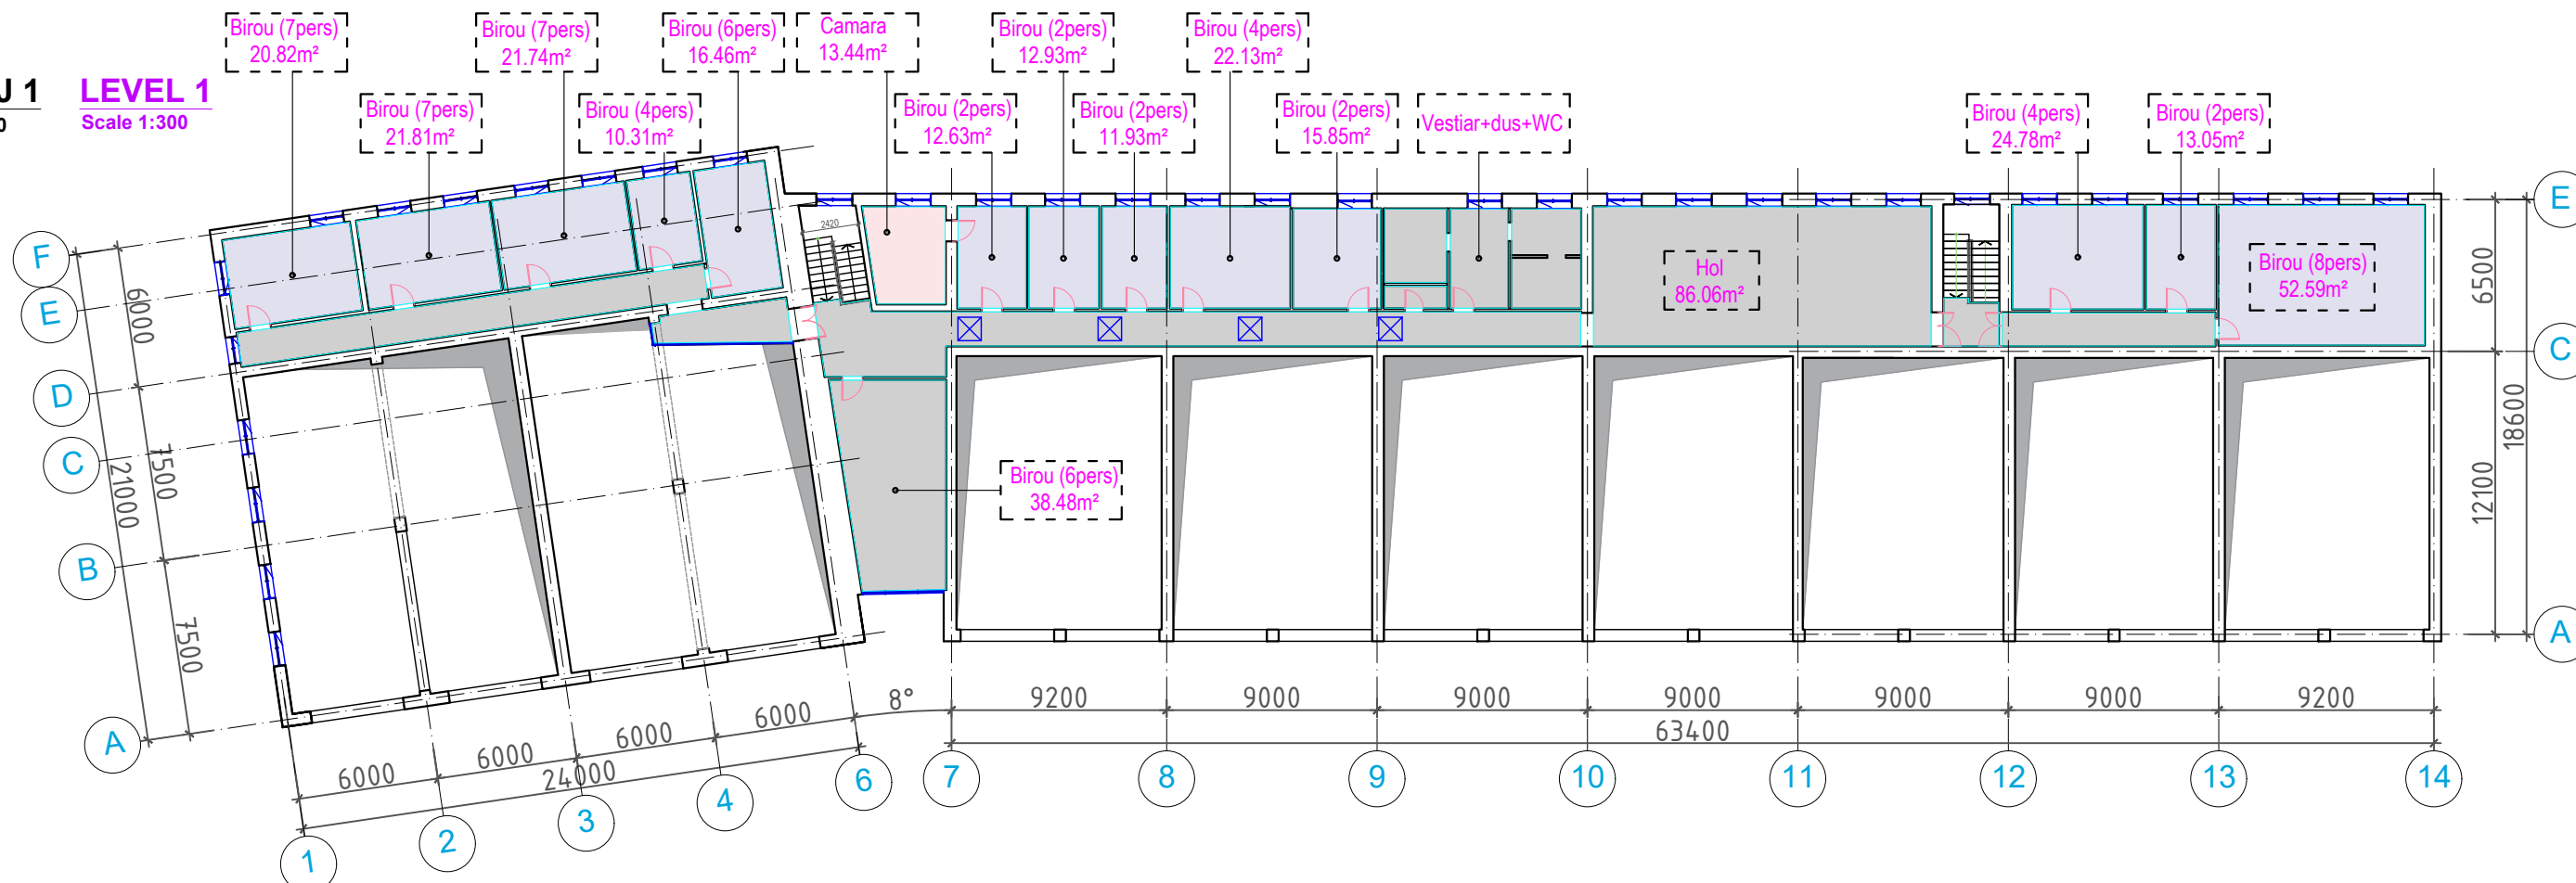 Birou (7pers)
20.82m²
Birou (7pers)
21.74m²
Birou (6pers)
16.46m²
Camara
13.44m²
Birou (2pers)
12.93m²
Birou (4pers)
22.13m²
J 1
LEVEL 1
0
Scale 1:300
Birou (7pers)
21.81m²
Birou (4pers)
10.31m²
Birou (2pers)
12.63m²
Birou (2pers)
11.93m²
Birou (2pers)
15.85m²
Vestiar+dus+WC
Birou (4pers)
24.78m²
Birou (2pers)
13.05m²
2420
Hol
86.06m²
Birou (8pers)
52.59m²
Birou (6pers)
38.48m²
F
E
D
C
B
A
6000
7500
7500
21000
E
C
A
6500
12100
18600
6000
6000
6000
6000
24000
8°
9200
9000
9000
9000
9000
9000
9200
63400
1
2
3
4
6
7
8
9
10
11
12
13
14